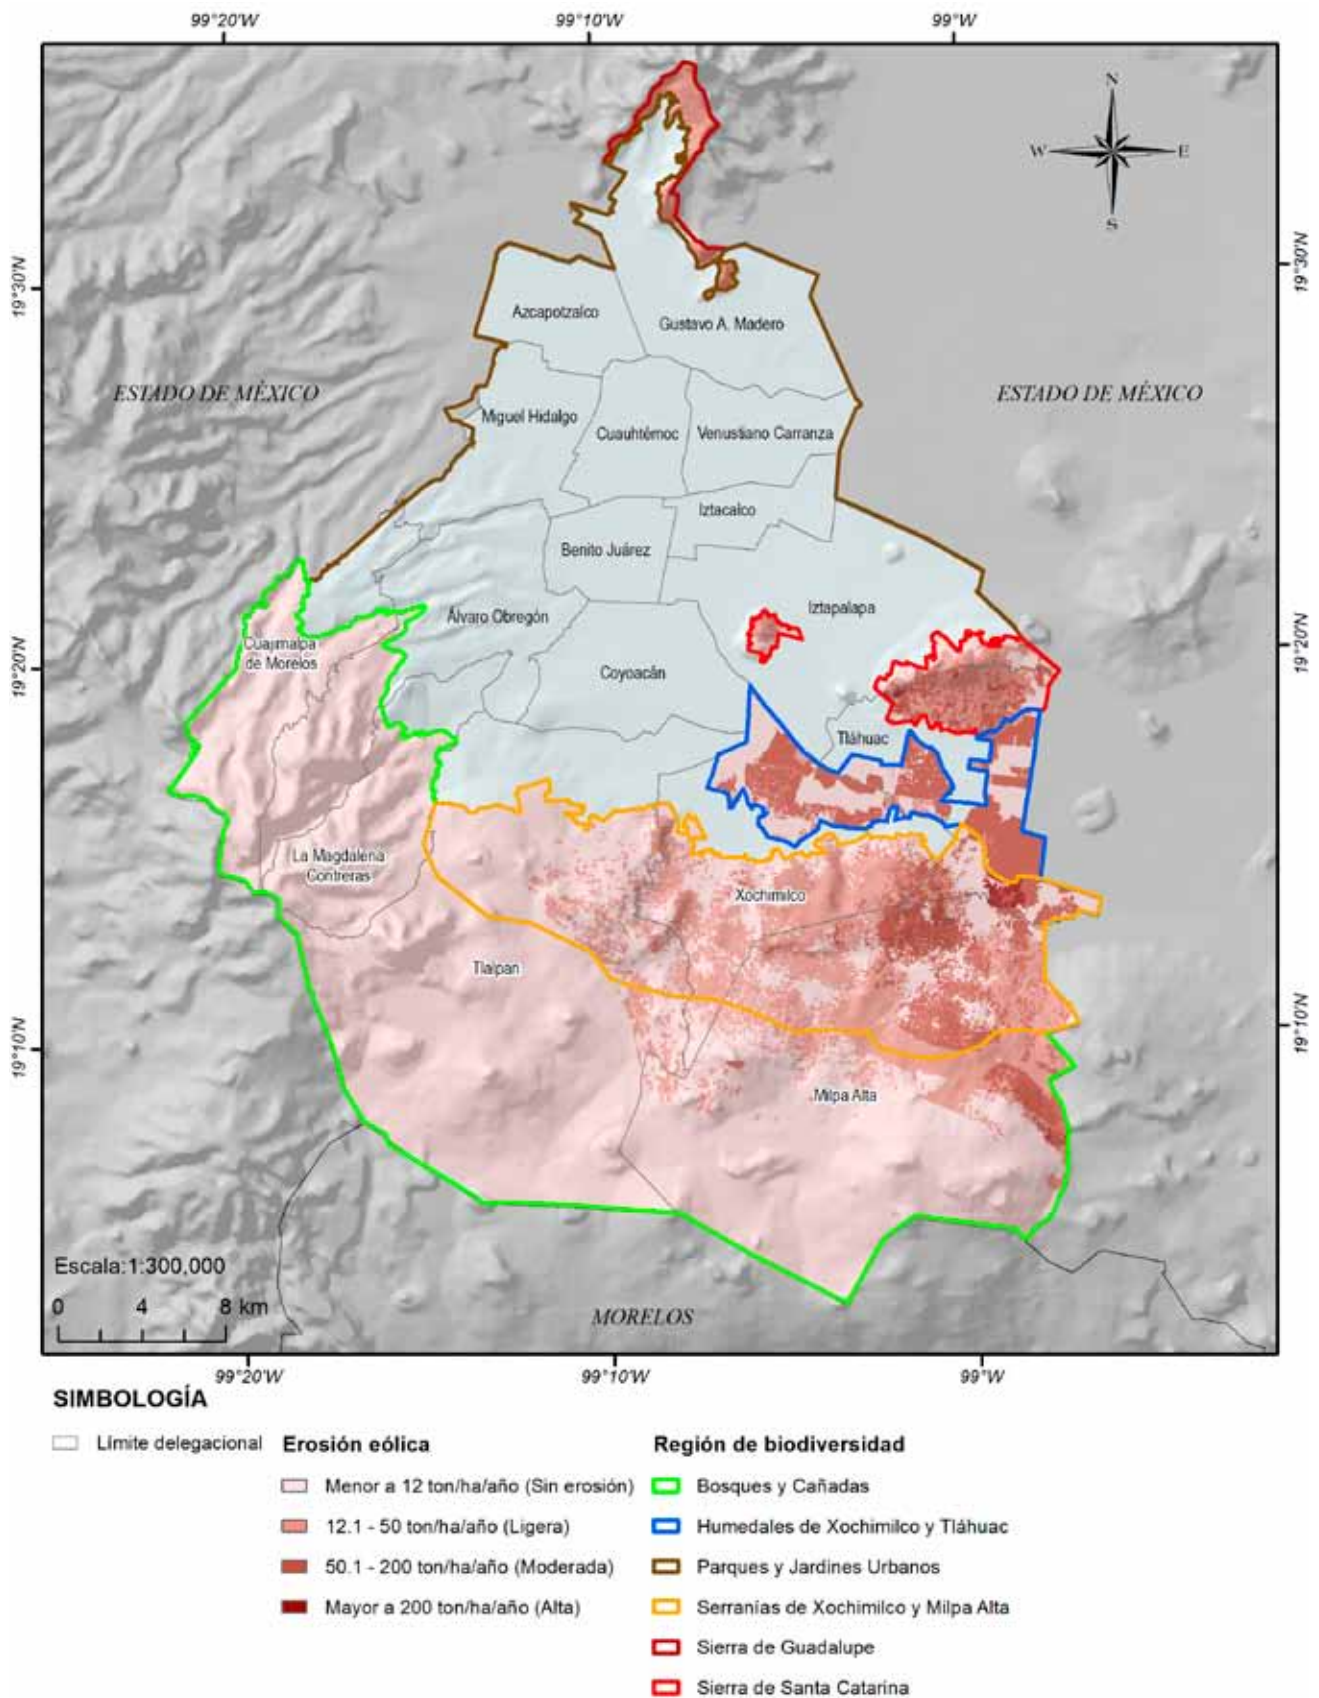 99°20'W 99°10'W 99°W
N
W E
S
19°30'N
19°30'N
Azcapotzalco
Gustavo A. Madero
ESTADO DE MÉXICO
ESTADO DE MÉXICO
Miguel Hidalgo
Cuauhtémoc
Venustiano Carranza
Iztacalco
Benito Juárez
Iztapalapa
Álvaro Obregón
Cuajimalpa
de Morelos
19°20'N
19°20'N
Coyoacán
Tláhuac
La Magdalena
Contreras
Xochimilco
Tlalpan
19°10'N
19°10'N
Milpa Alta
Escala:1:300,000
0 4 8 km
MORELOS
99°20'W 99°10'W 99°W
SIMBOLOGÍA
Límite delegacional
Erosión eólica
Menor a 12 ton/ha/año (Sin erosión)
12.1 - 50 ton/ha/año (Ligera)
50.1 - 200 ton/ha/año (Moderada)
Mayor a 200 ton/ha/año (Alta)
Región de biodiversidad
Bosques y Cañadas
Humedales de Xochimilco y Tláhuac
Parques y Jardines Urbanos
Serranías de Xochimilco y Milpa Alta
Sierra de Guadalupe
Sierra de Santa Catarina